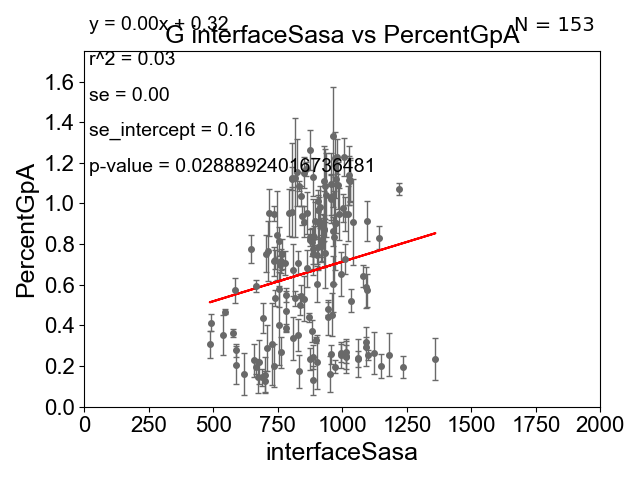 y = 0.00x + 0.32
N = 153
G interfaceSasa vs PercentGpA
r^2 = 0.03
se = 0.00
se_intercept = 0.16
p-value = 0.02888924016736481
PercentGpA
1.6
1.4
1.2
1.0
0.8
0.6
0.4
0.2
0.0
0 250 500 750 1000 1250 1500 1750 2000
interfaceSasa